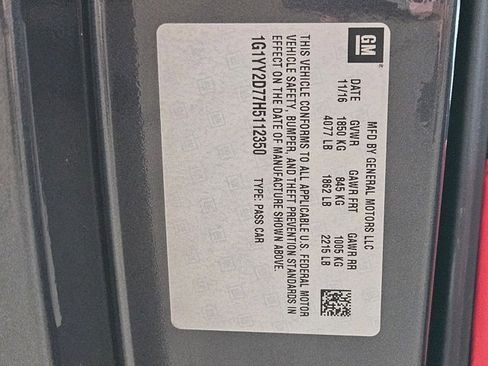 GM
MFD BY GENERAL MOTORS LLC
DATE GVWR GAWR FRT GAWR RR
11/16 1850 KG 845 KG 1005 KG
4077 LB 1862 LB 2215 LB
THIS VEHICLE CONFORMS TO ALL APPLICABLE U.S. FEDERAL MOTOR
VEHICLE SAFETY, BUMPER, AND THEFT PREVENTION STANDARDS IN
EFFECT ON THE DATE OF MANUFACTURE SHOWN ABOVE.
1G1YY2D77H5112350 TYPE: PASS CAR